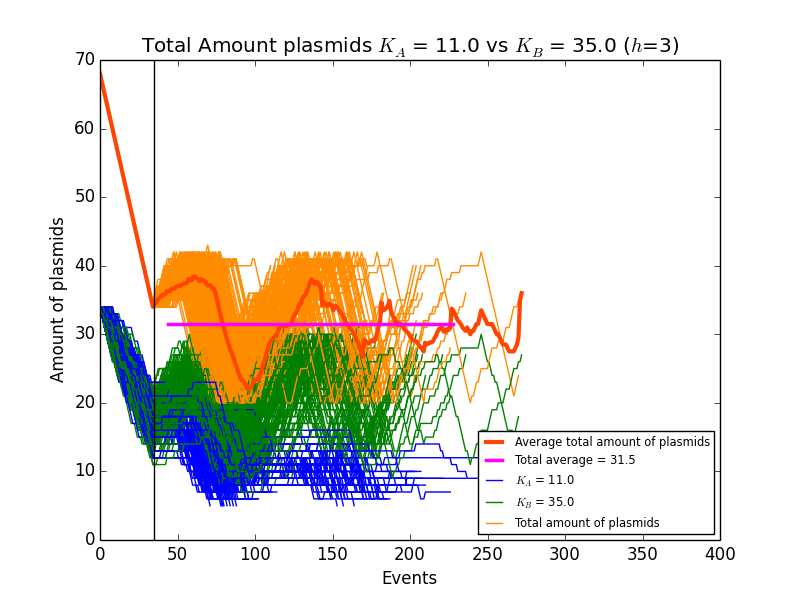 Total Amount plasmids K_A = 11.0 vs K_B = 35.0 (h=3)
70
60
50
40
30
20
10
0
Amount of plasmids
Average total amount of plasmids
Total average = 31.5
K_A = 11.0
K_B = 35.0
Total amount of plasmids
0 50 100 150 200 250 300 350 400
Events